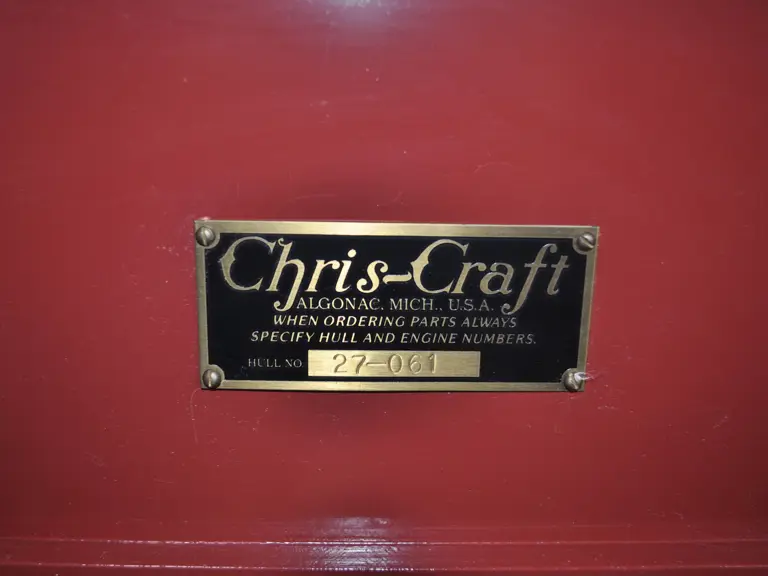 Chris-Craft
ALGONAC, MICH., U.S.A.
WHEN ORDERING PARTS ALWAYS
SPECIFY HULL AND ENGINE NUMBERS.
HULL NO 27-061